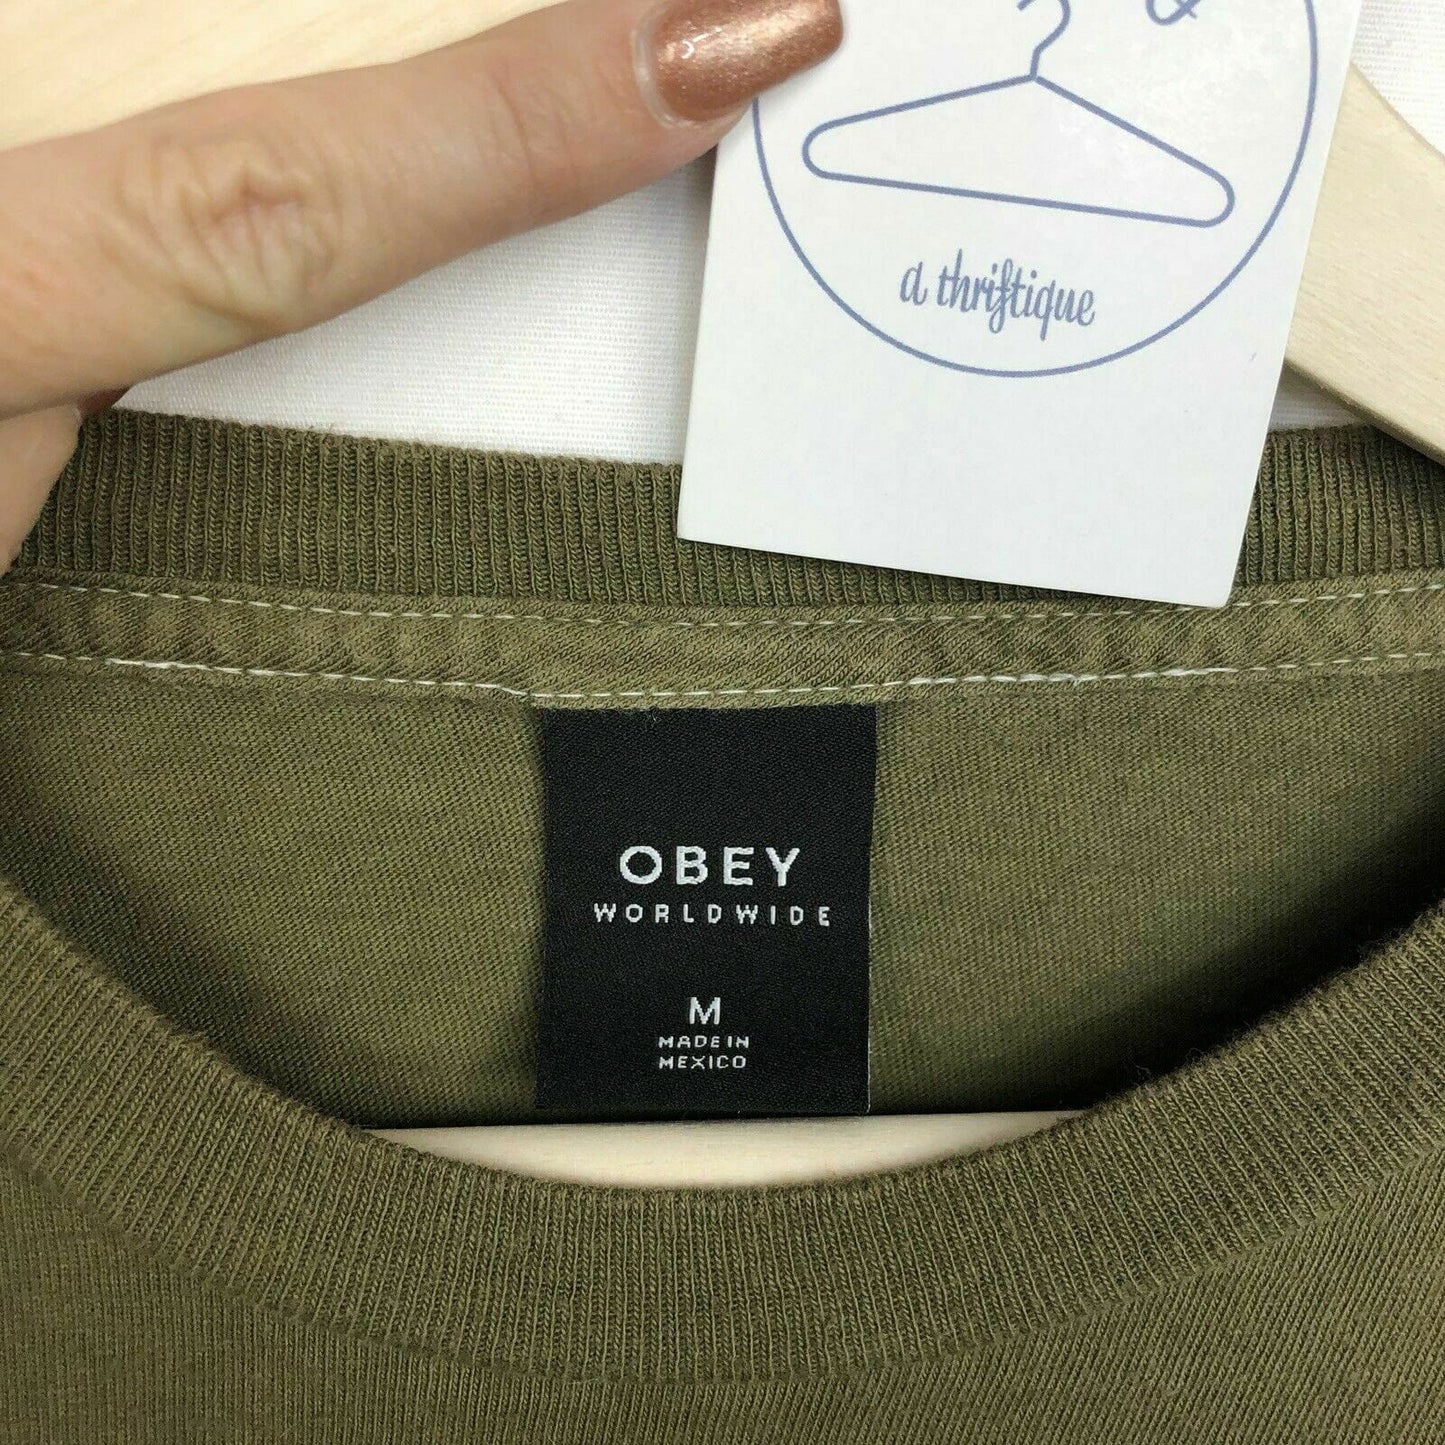 &
a thriftique
OBEY
WORLDWIDE
M
MADE IN
MEXICO